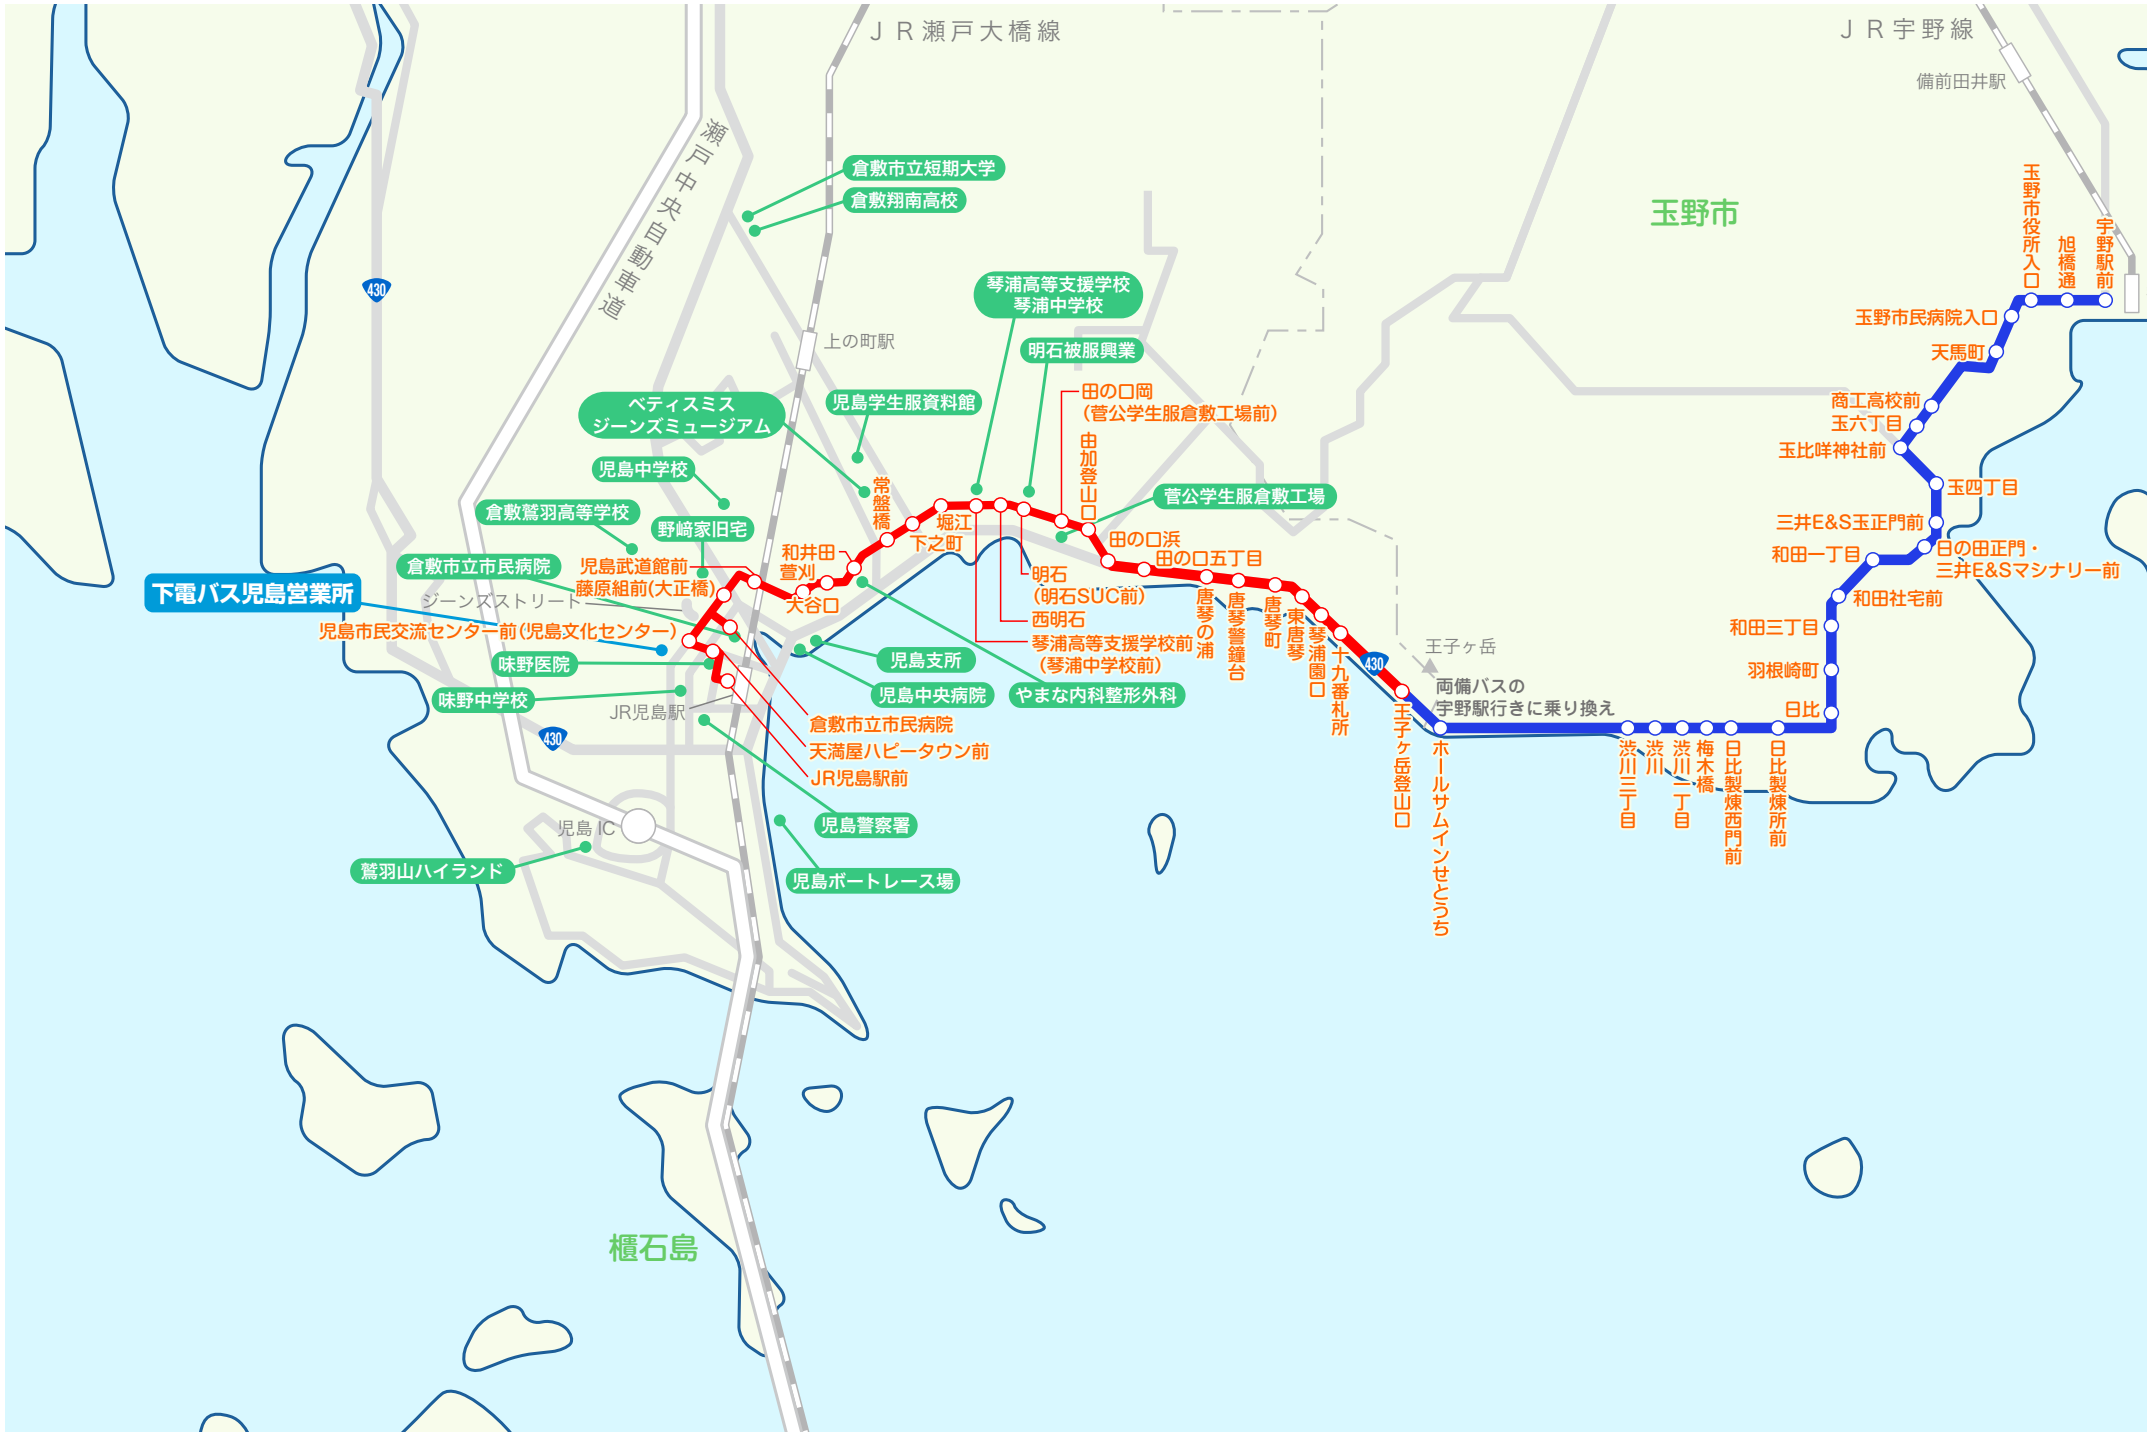 ＪＲ瀬戸大橋線
ＪＲ宇野線
備前田井駅
瀬戸中央自動車道
倉敷市立短期大学
倉敷翔南高校
玉野市
玉野市役所入口
旭橋通
宇野駅前
430
琴浦高等支援学校
琴浦中学校
玉野市民病院入口
上の町駅
明石被服興業
天馬町
ベティスミス
ジーンズミュージアム
児島学生服資料館
田の口岡
(菅公学生服倉敷工場前)
商工高校前
玉六丁目
由加登山口
玉比咩神社前
児島中学校
常盤橋
菅公学生服倉敷工場
玉四丁目
倉敷鷲羽高等学校
野﨑家旧宅
堀江
下之町
三井E&S玉正門前
田の口浜
田の口五丁目
日の田正門・
三井E&Sマシナリー前
和田一丁目
倉敷市立市民病院
児島武道館前
藤原組前(大正橋)
和井田
萱刈
大谷口
明石
(明石SUC前)
西明石
琴浦高等支援学校前
(琴浦中学校前)
下電バス児島営業所
ジーンズストリート
児島市民交流センター前(児島文化センター)
唐琴の浦
唐琴警鐘台
唐琴町
東唐琴
琴浦園口
十九番札所
和田社宅前
和田三丁目
味野医院
児島支所
430
王子ヶ岳
羽根崎町
味野中学校
児島中央病院
やまな内科整形外科
両備バスの
宇野駅行きに乗り換え
日比
JR児島駅
倉敷市立市民病院
天満屋ハピータウン前
JR児島駅前
430
王子ヶ岳登山口
ホールサムインせとうち
渋川三丁目
渋川
渋川一丁目
梅木橋
日比製煉西門前
日比製煉所前
児島 IC
児島警察署
鷲羽山ハイランド
児島ボートレース場
櫃石島